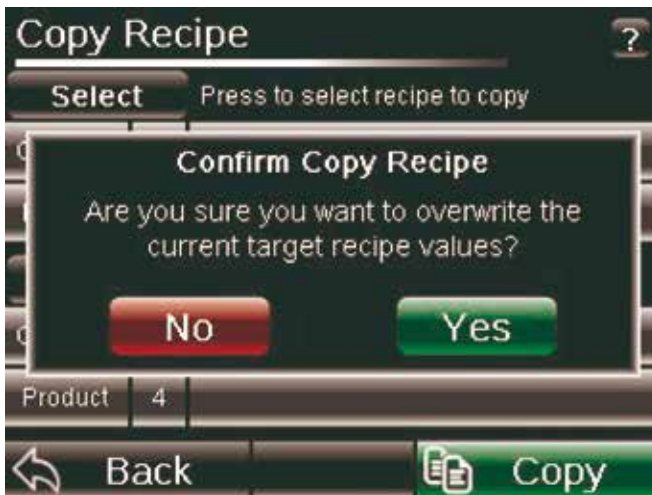 Copy Recipe
?
Select Press to select recipe to copy
Confirm Copy Recipe
Are you sure you want to overwrite the
current target recipe values?
No Yes
Product 4
Back Copy